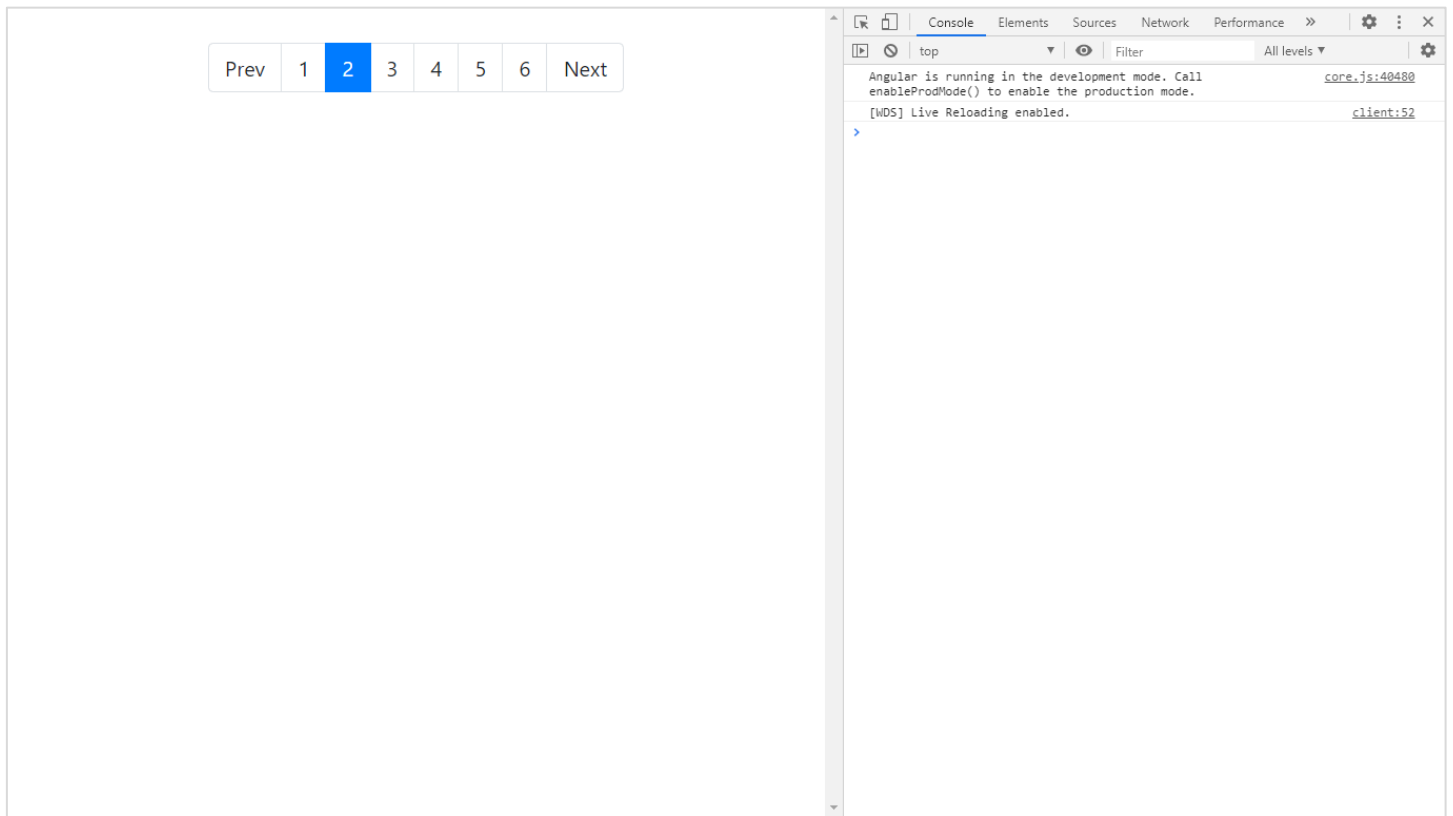 Prev 1 2 3 4 5 6 Next
Console Elements Sources Network Performance »
top Filter All levels
Angular is running in the development mode. Call core.js:40480
enableProdMode() to enable the production mode.
[WDS] Live Reloading enabled. client:52